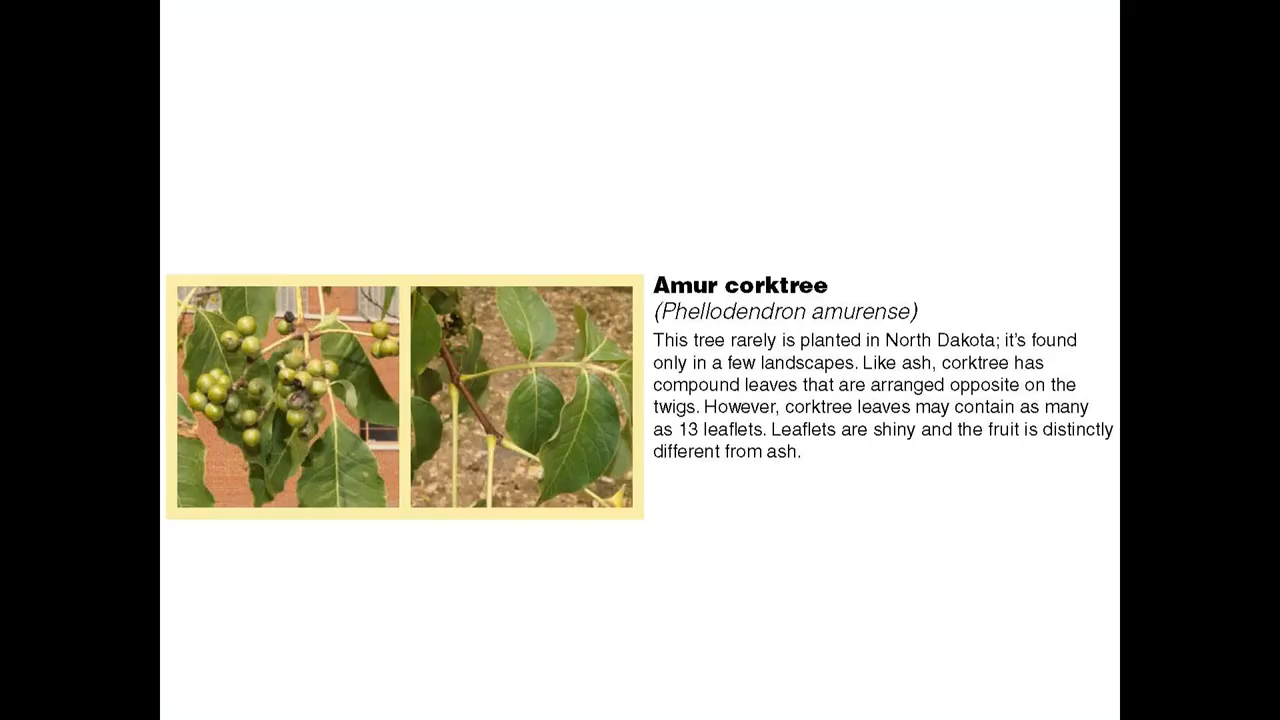 Amur corktree
(Phellodendron amurense)
This tree rarely is planted in North Dakota; it's found
only in a few landscapes. Like ash, corktree has
compound leaves that are arranged opposite on the
twigs. However, corktree leaves may contain as many
as 13 leaflets. Leaflets are shiny and the fruit is distinctly
different from ash.